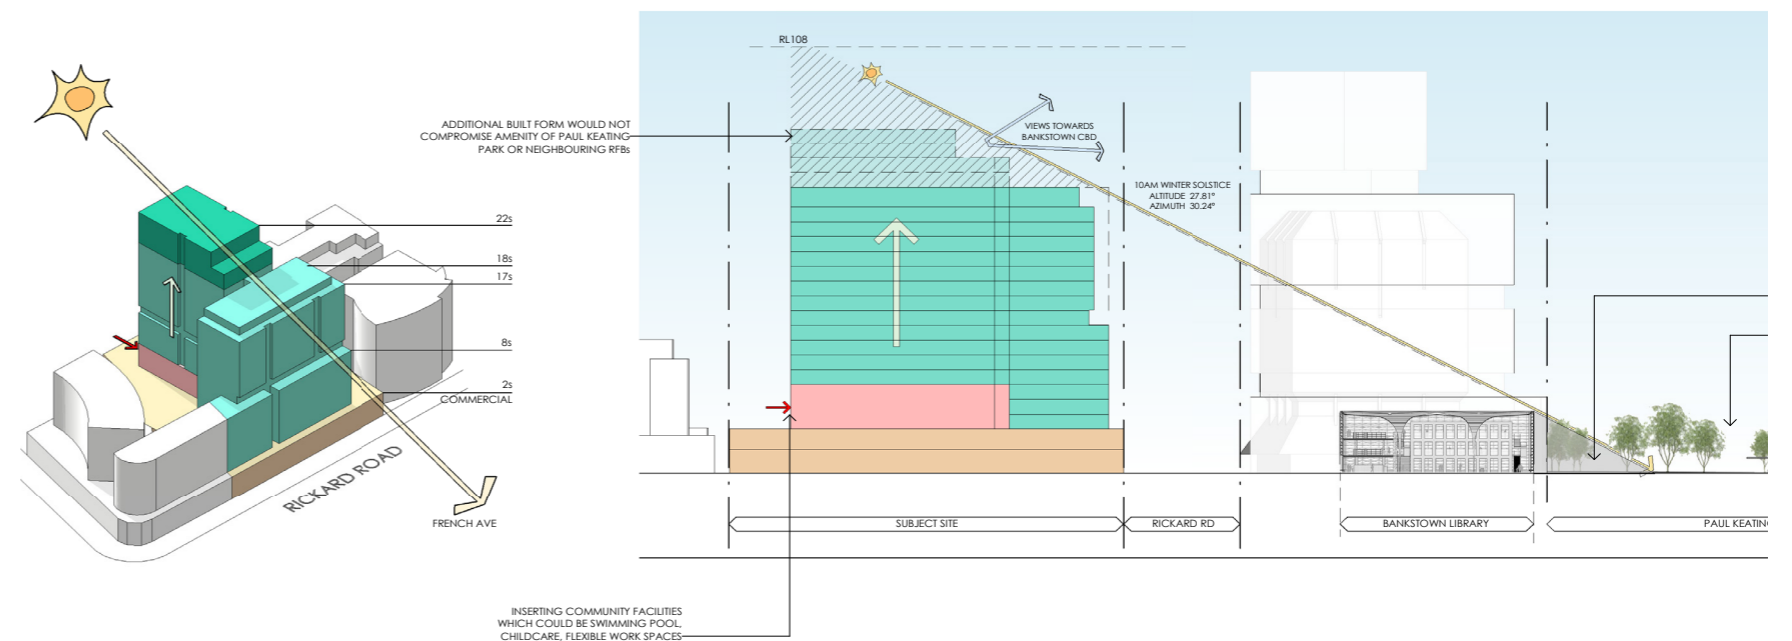 RL108
ADDITIONAL BUILT FORM WOULD NOT
COMPROMISE AMENITY OF PAUL KEATING
PARK OR NEIGHBOURING RFBs
VIEWS TOWARDS
BANKSTOWN CBD
10AM WINTER SOLSTICE
ALTITUDE 27.81°
AZIMUTH 30.24°
22s
18s
17s
8s
2s
COMMERCIAL
RICKARD ROAD
FRENCH AVE
SUBJECT SITE
RICKARD RD
BANKSTOWN LIBRARY
PAUL KEATING
INSERTING COMMUNITY FACILITIES
WHICH COULD BE SWIMMING POOL,
CHILDCARE, FLEXIBLE WORK SPACES